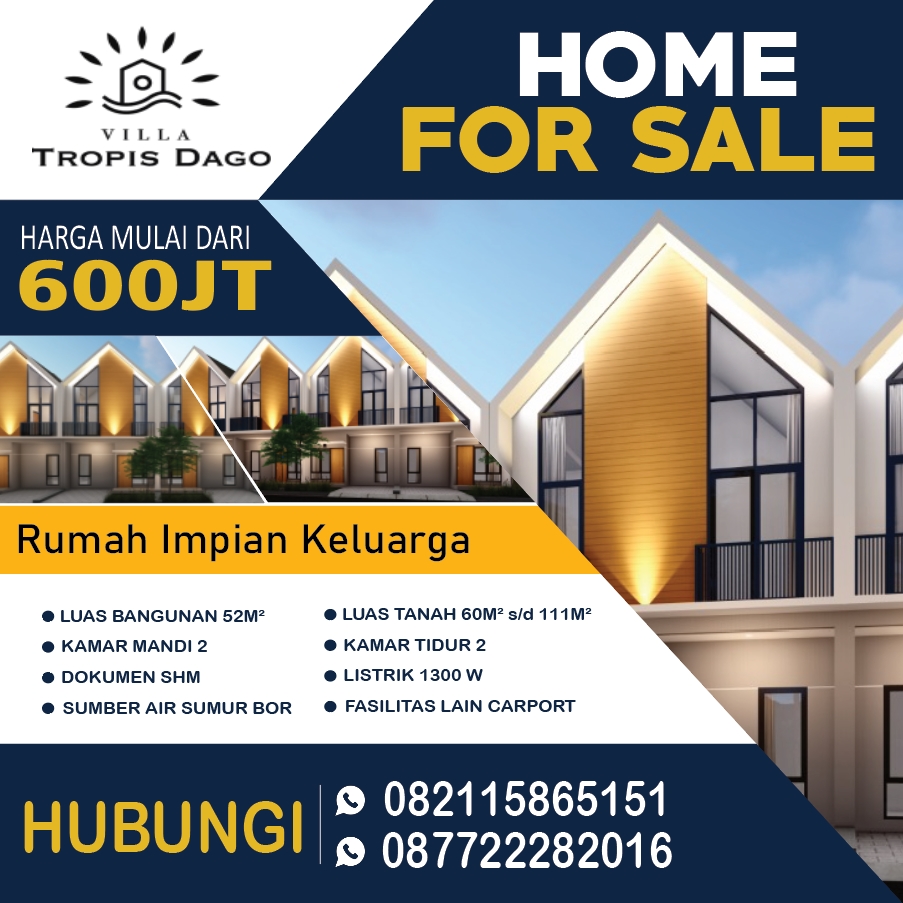 VILLA
TROPIS DAGO
HOME
FOR SALE
HARGA MULAI DARI
600JT
Rumah Impian Keluarga
LUAS BANGUNAN 52M²
KAMAR MANDI 2
DOKUMEN SHM
SUMBER AIR SUMUR BOR
LUAS TANAH 60M² s/d 111M²
KAMAR TIDUR 2
LISTRIK 1300 W
FASILITAS LAIN CARPORT
HUBUNGI
082115865151
087722282016